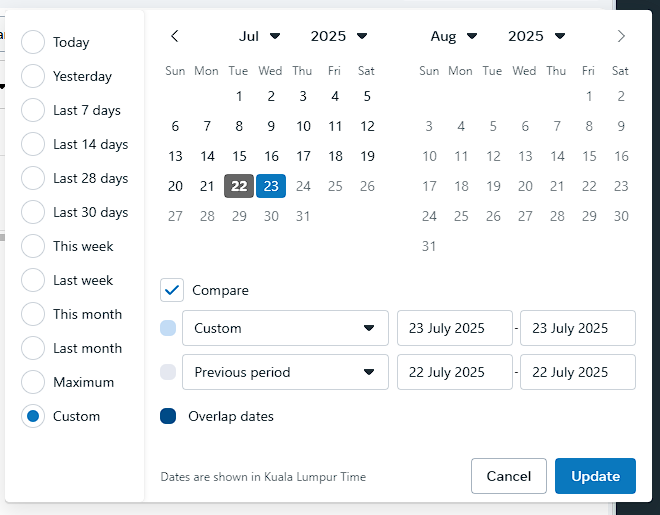 Today
Yesterday
Last 7 days
Last 14 days
Last 28 days
Last 30 days
This week
Last week
This month
Last month
Maximum
Custom
Jul 2025
Sun Mon Tue Wed Thu Fri Sat
1 2 3 4 5
6 7 8 9 10 11 12
13 14 15 16 17 18 19
20 21 22 23 24 25 26
27 28 29 30 31
Aug 2025
Sun Mon Tue Wed Thu Fri Sat
1 2
3 4 5 6 7 8 9
10 11 12 13 14 15 16
17 18 19 20 21 22 23
24 25 26 27 28 29 30
31
Compare
Custom 23 July 2025 - 23 July 2025
Previous period 22 July 2025 - 22 July 2025
Overlap dates
Dates are shown in Kuala Lumpur Time
Cancel Update